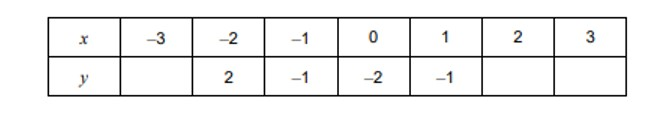 x –3 –2 –1 0 1 2 3
y 2 –1 –2 –1